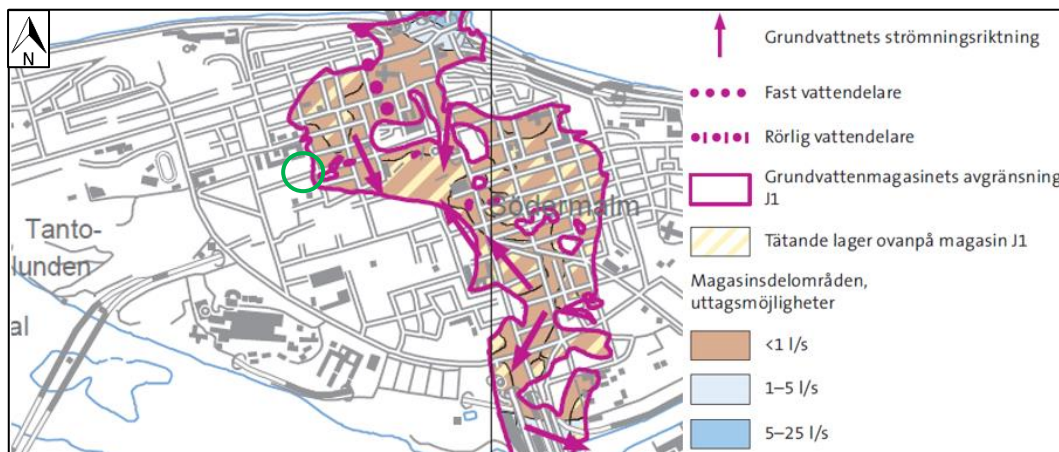 N
Tanto-
lunden
al
Södermalm
Grundvattnets strömningsriktning
Fast vattendelare
Rörlig vattendelare
Grundvattenmagasinets avgränsning
J1
Tätande lager ovanpå magasin J1
Magasinsdelområden,
uttagsmöjligheter
<1 l/s
1–5 l/s
5–25 l/s